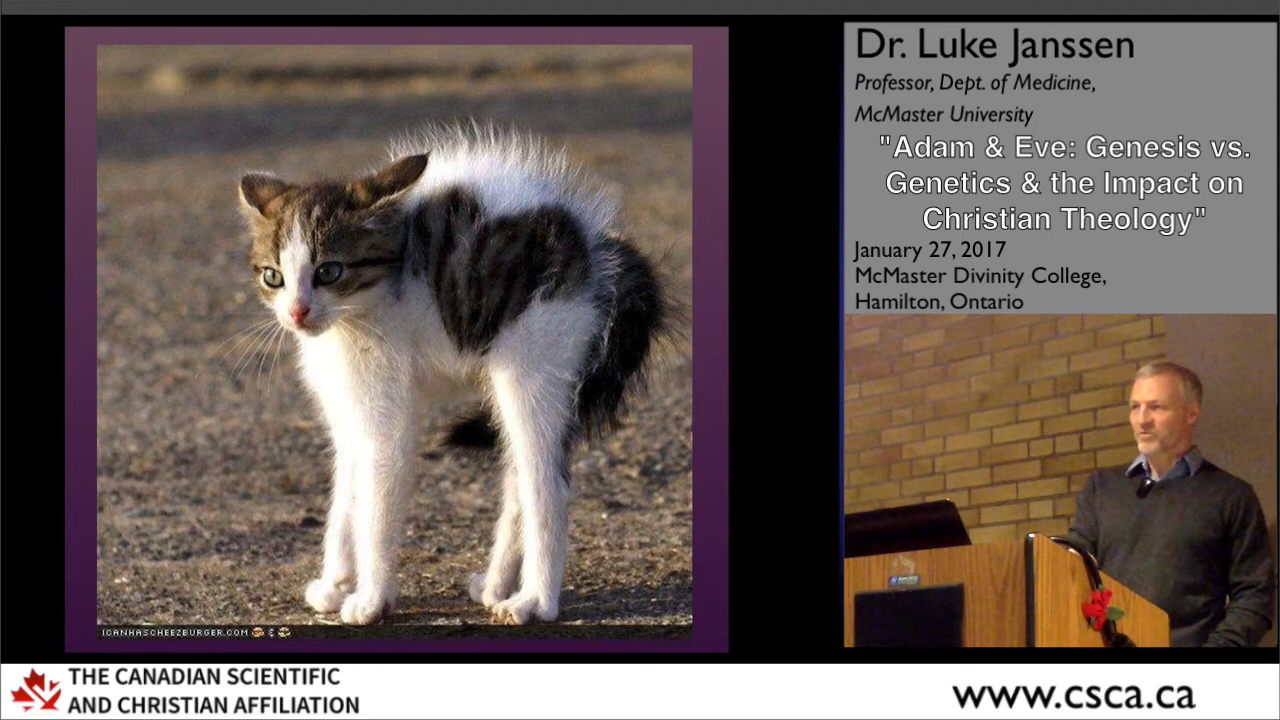 Dr. Luke Janssen
Professor, Dept. of Medicine,
McMaster University
"Adam & Eve: Genesis vs.
Genetics & the Impact on
Christian Theology"
January 27, 2017
McMaster Divinity College,
Hamilton, Ontario
ICANHASCHEEZBURGER.COM
THE CANADIAN SCIENTIFIC
AND CHRISTIAN AFFILIATION
www.csca.ca